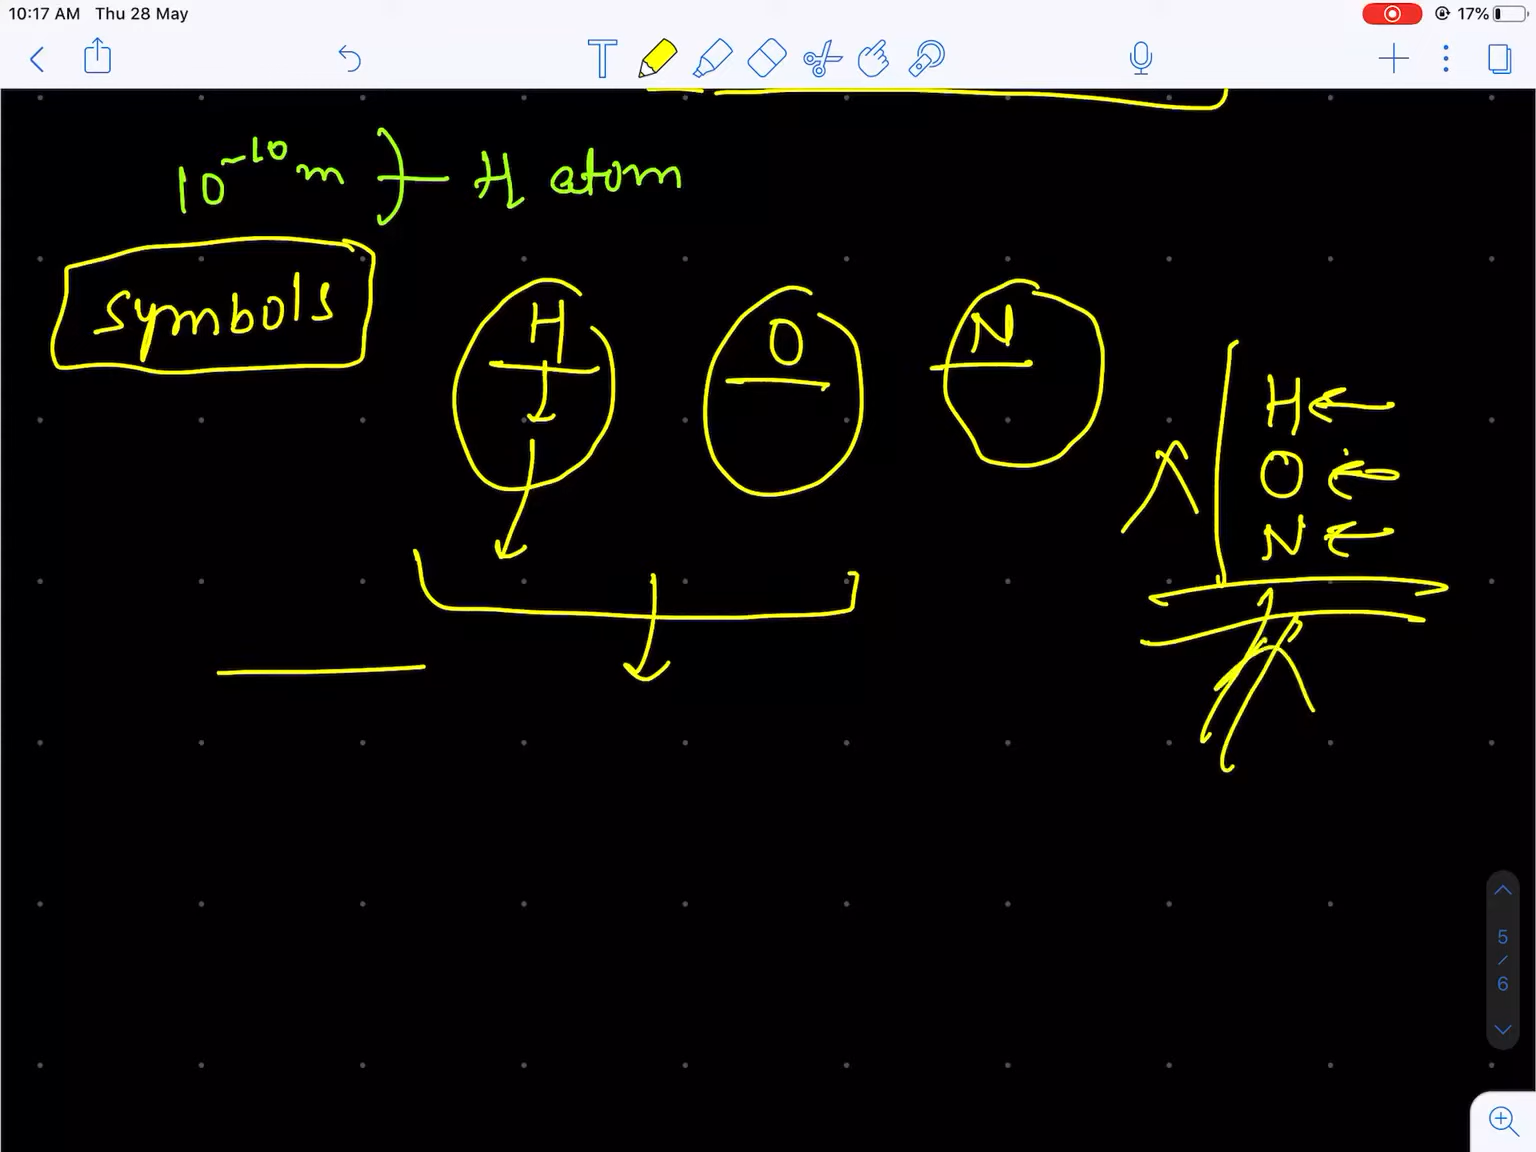 10:17 AM Thu 28 May
17%
T
10⁻¹⁰ m } H atom
symbols
H O N
H
O
N
5
/
6